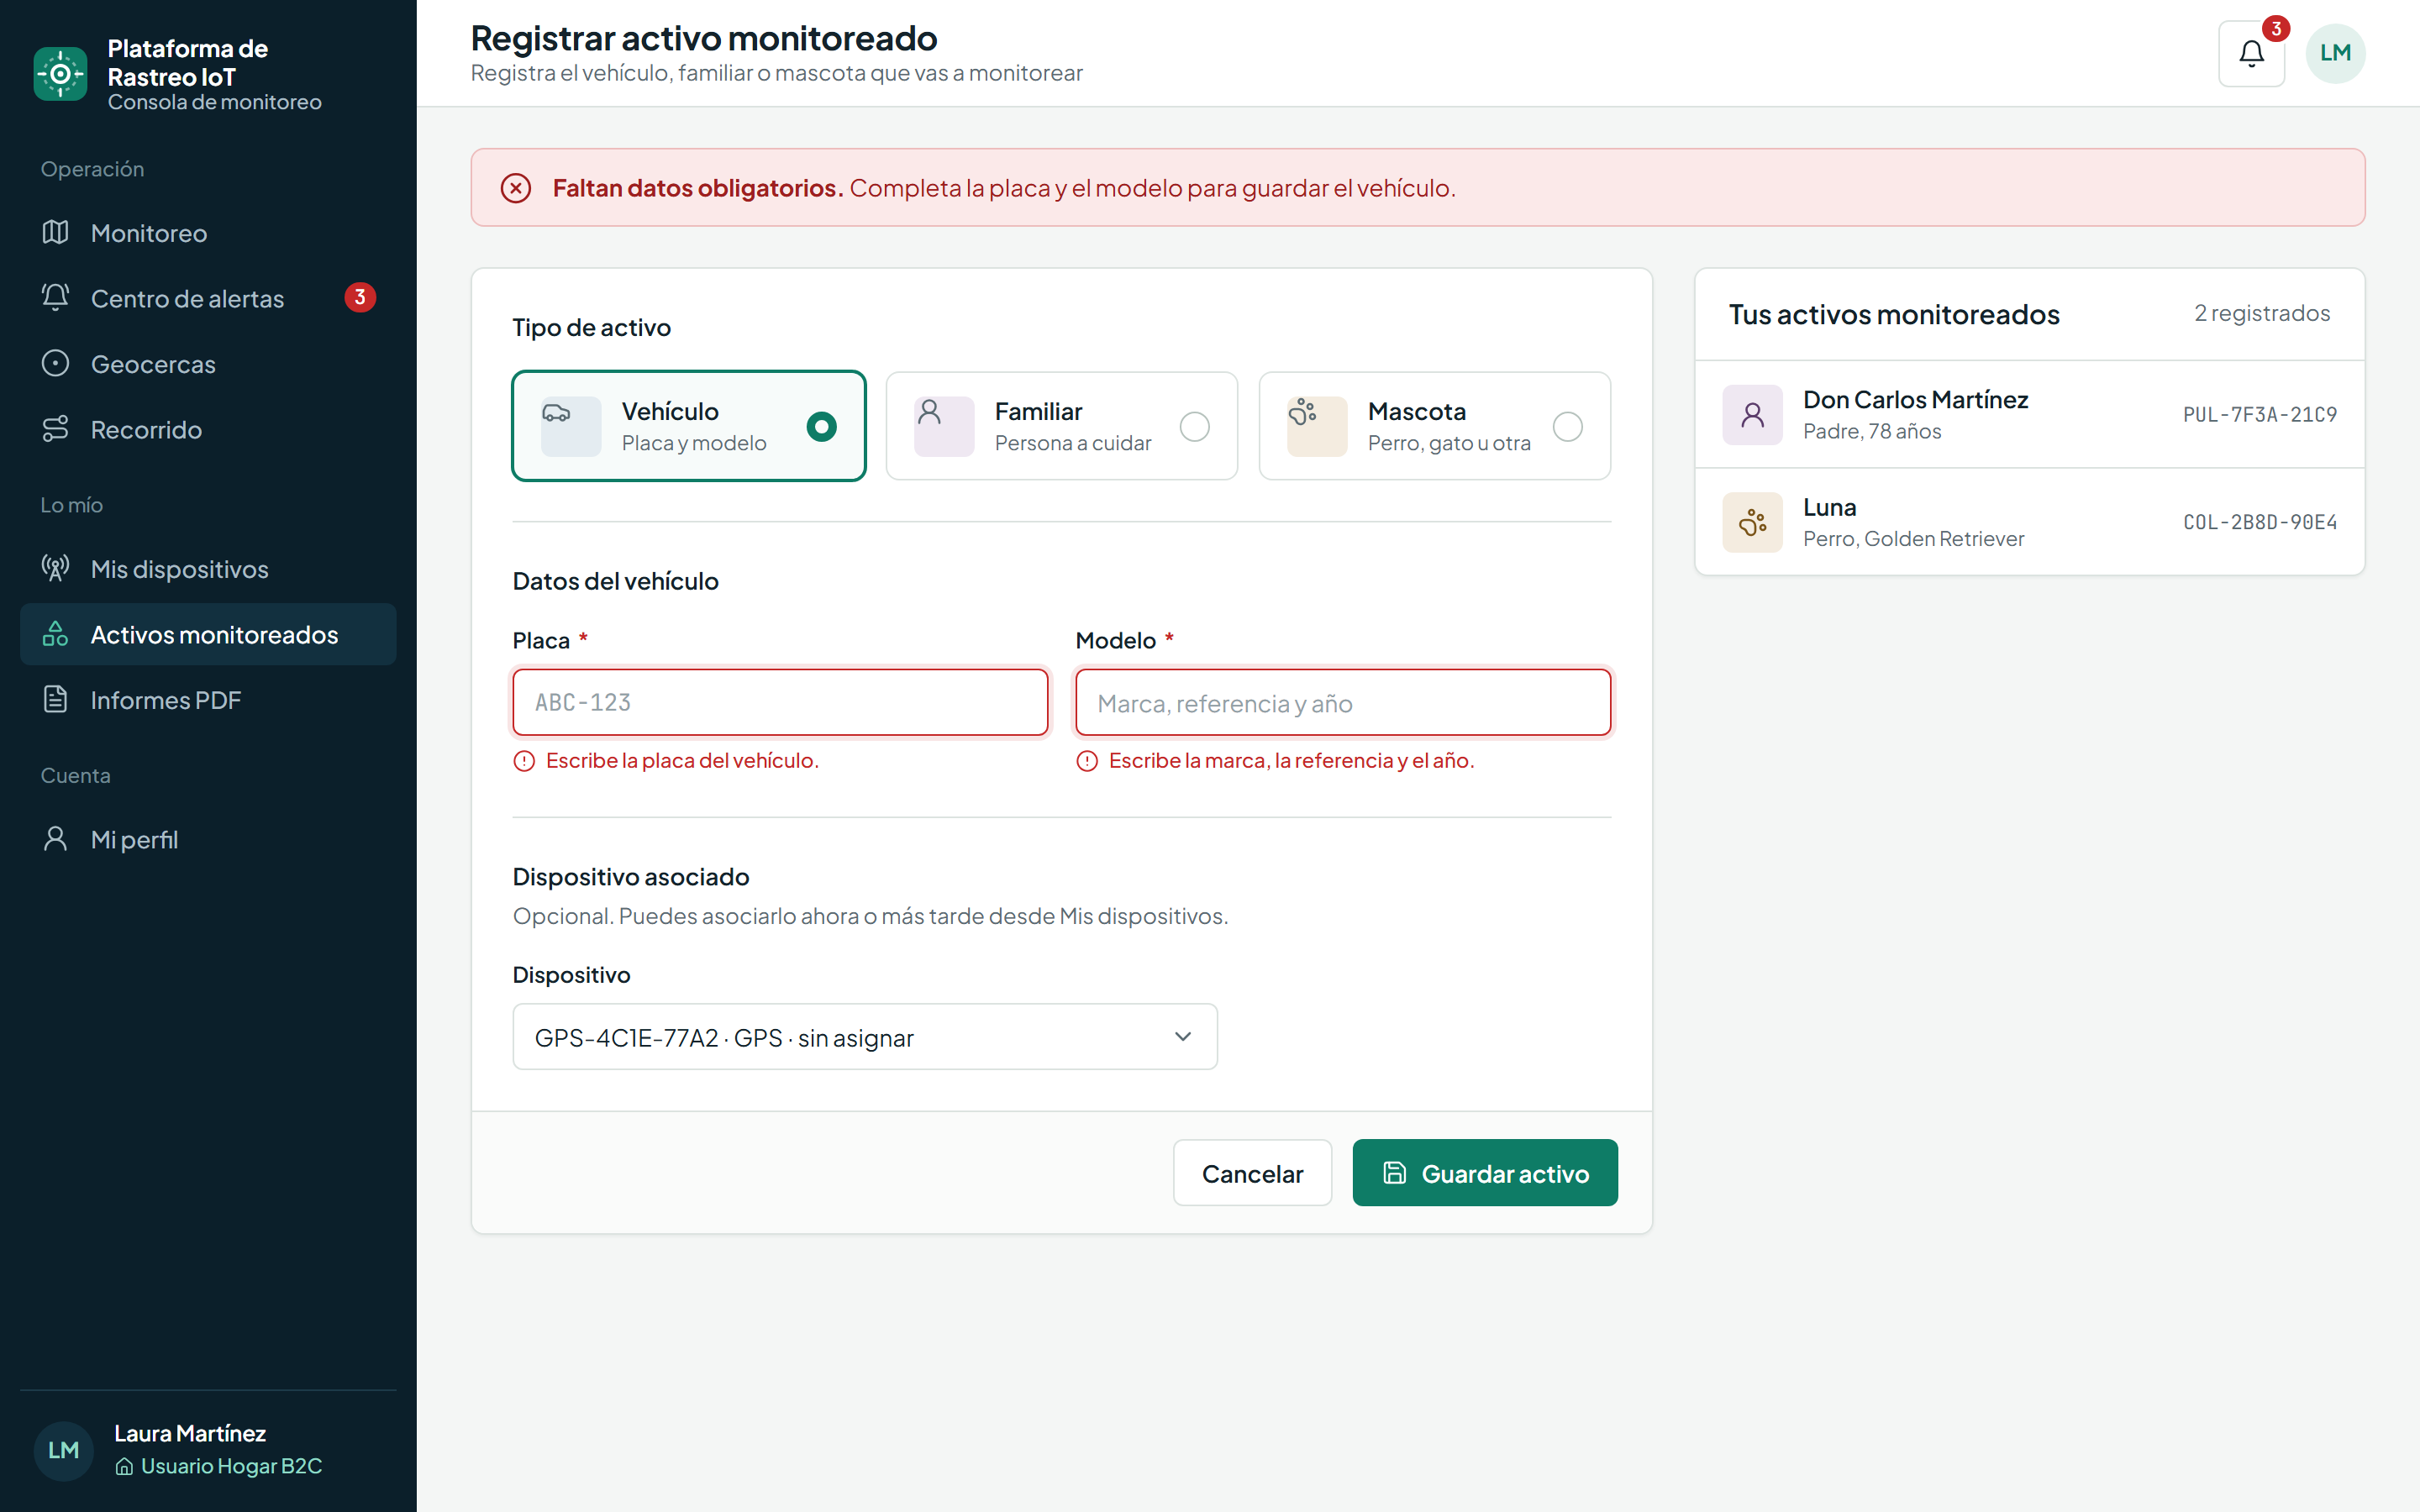 Plataforma de
Rastreo IoT
Consola de monitoreo
Operación
Monitoreo
Centro de alertas 3
Geocercas
Recorrido
Lo mío
Mis dispositivos
Activos monitoreados
Informes PDF
Cuenta
Mi perfil
LM
Laura Martínez
Usuario Hogar B2C
Registrar activo monitoreado
Registra el vehículo, familiar o mascota que vas a monitorear
3
LM
Faltan datos obligatorios. Completa la placa y el modelo para guardar el vehículo.
Tipo de activo
Vehículo
Placa y modelo
Familiar
Persona a cuidar
Mascota
Perro, gato u otra
Datos del vehículo
Placa *
ABC-123
Escribe la placa del vehículo.
Modelo *
Marca, referencia y año
Escribe la marca, la referencia y el año.
Dispositivo asociado
Opcional. Puedes asociarlo ahora o más tarde desde Mis dispositivos.
Dispositivo
GPS-4C1E-77A2 · GPS · sin asignar
Cancelar
Guardar activo
Tus activos monitoreados
2 registrados
Don Carlos Martínez
Padre, 78 años
PUL-7F3A-21C9
Luna
Perro, Golden Retriever
COL-2B8D-90E4